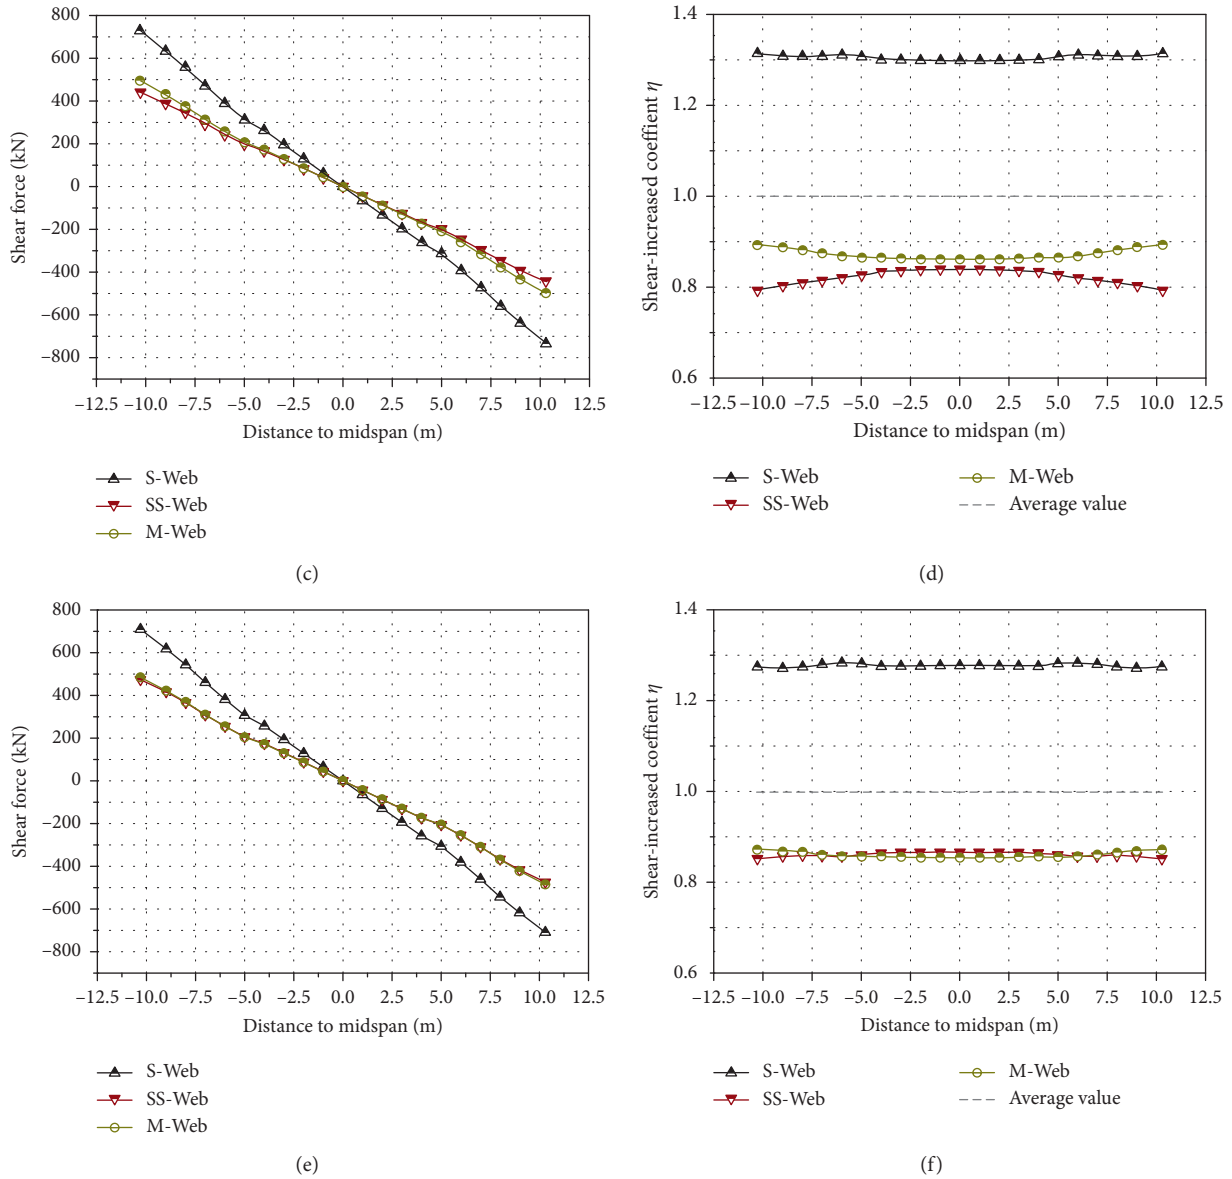 800
600
400
200
0
−200
−400
−600
−800
Shear force (kN)
−12.5 −10.0 −7.5 −5.0 −2.5 0.0 2.5 5.0 7.5 10.0 12.5
Distance to midspan (m)
S-Web
SS-Web
M-Web
(c)
1.4
1.2
1.0
0.8
0.6
Shear-increased coeffient η
−12.5 −10.0 −7.5 −5.0 −2.5 0.0 2.5 5.0 7.5 10.0 12.5
Distance to midspan (m)
S-Web
SS-Web
M-Web
Average value
(d)
800
600
400
200
0
−200
−400
−600
−800
Shear force (kN)
−12.5 −10.0 −7.5 −5.0 −2.5 0.0 2.5 5.0 7.5 10.0 12.5
Distance to midspan (m)
S-Web
SS-Web
M-Web
(e)
1.4
1.2
1.0
0.8
0.6
Shear-increased coeffient η
−12.5 −10.0 −7.5 −5.0 −2.5 0.0 2.5 5.0 7.5 10.0 12.5
Distance to midspan (m)
S-Web
SS-Web
M-Web
Average value
(f)